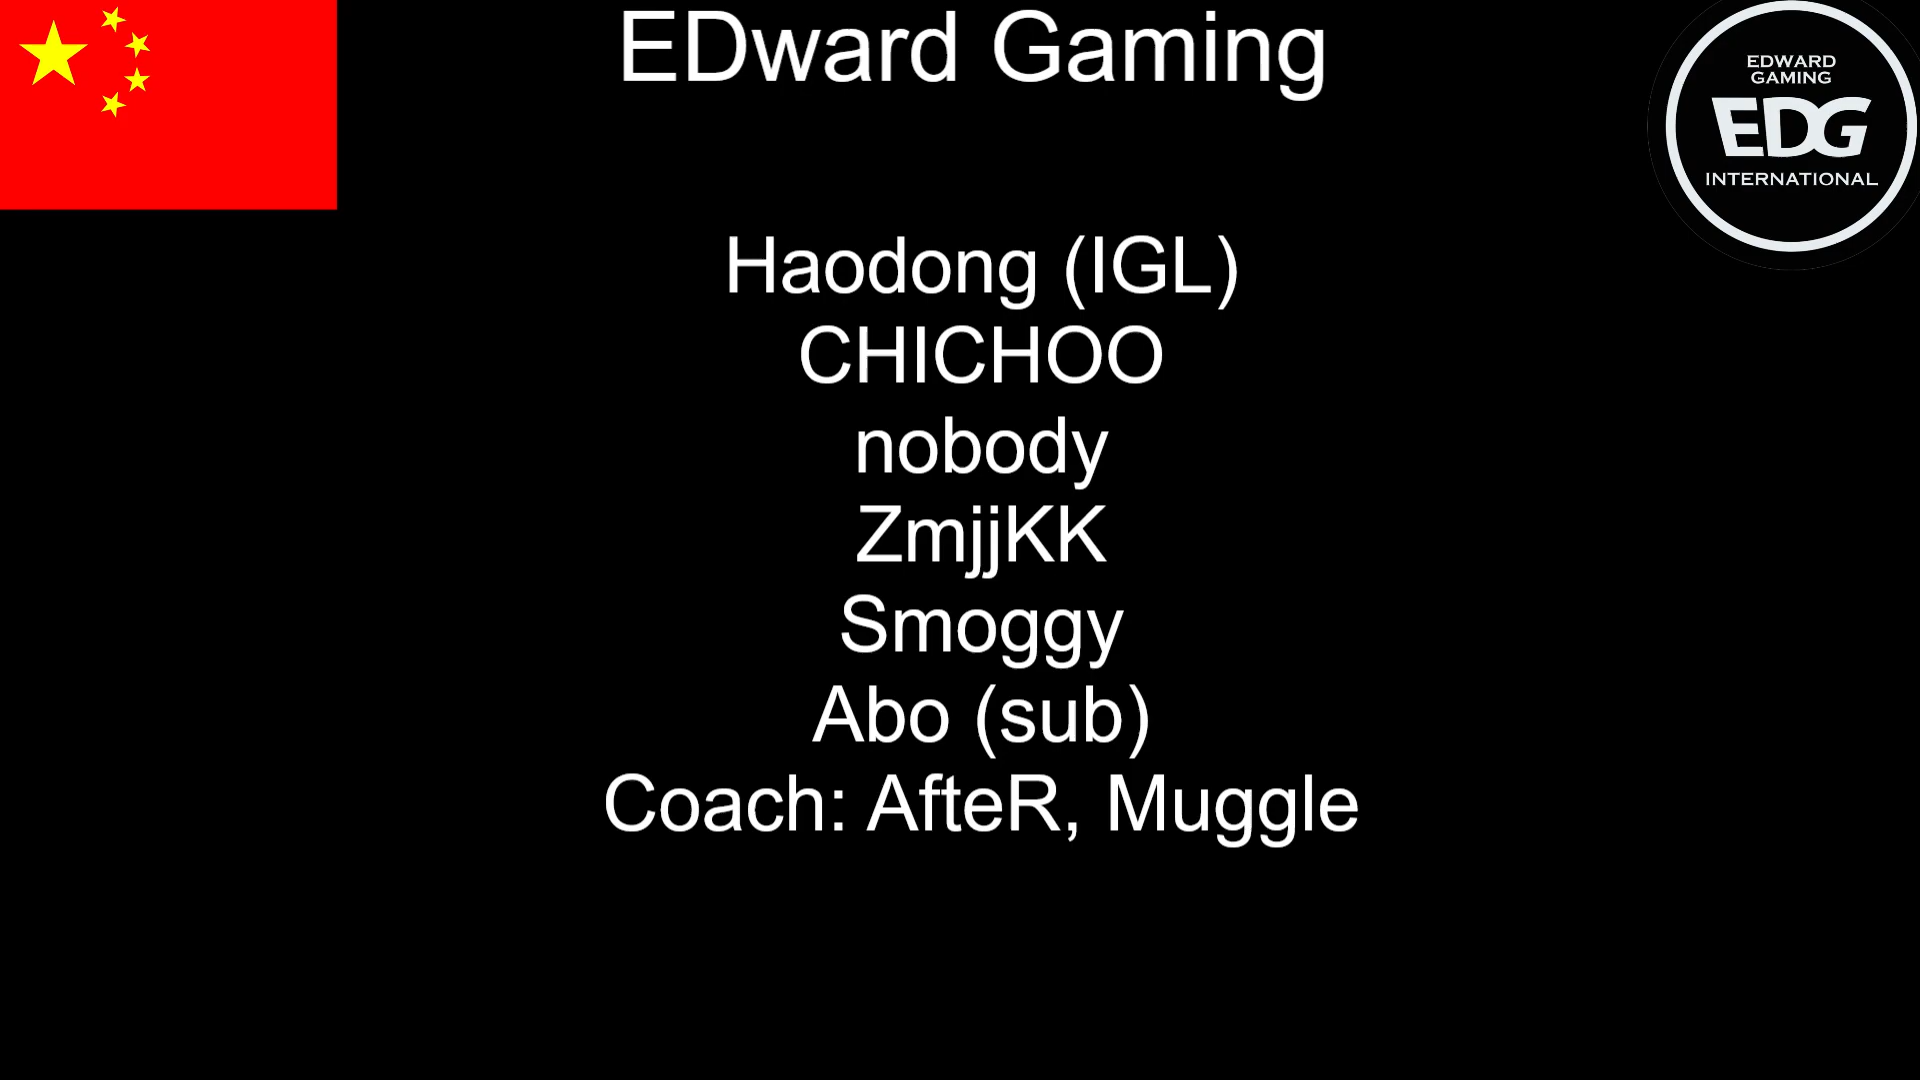 EDward Gaming
EDWARD
GAMING
EDG
INTERNATIONAL
Haodong (IGL)
CHICHOO
nobody
ZmjjKK
Smoggy
Abo (sub)
Coach: AfteR, Muggle